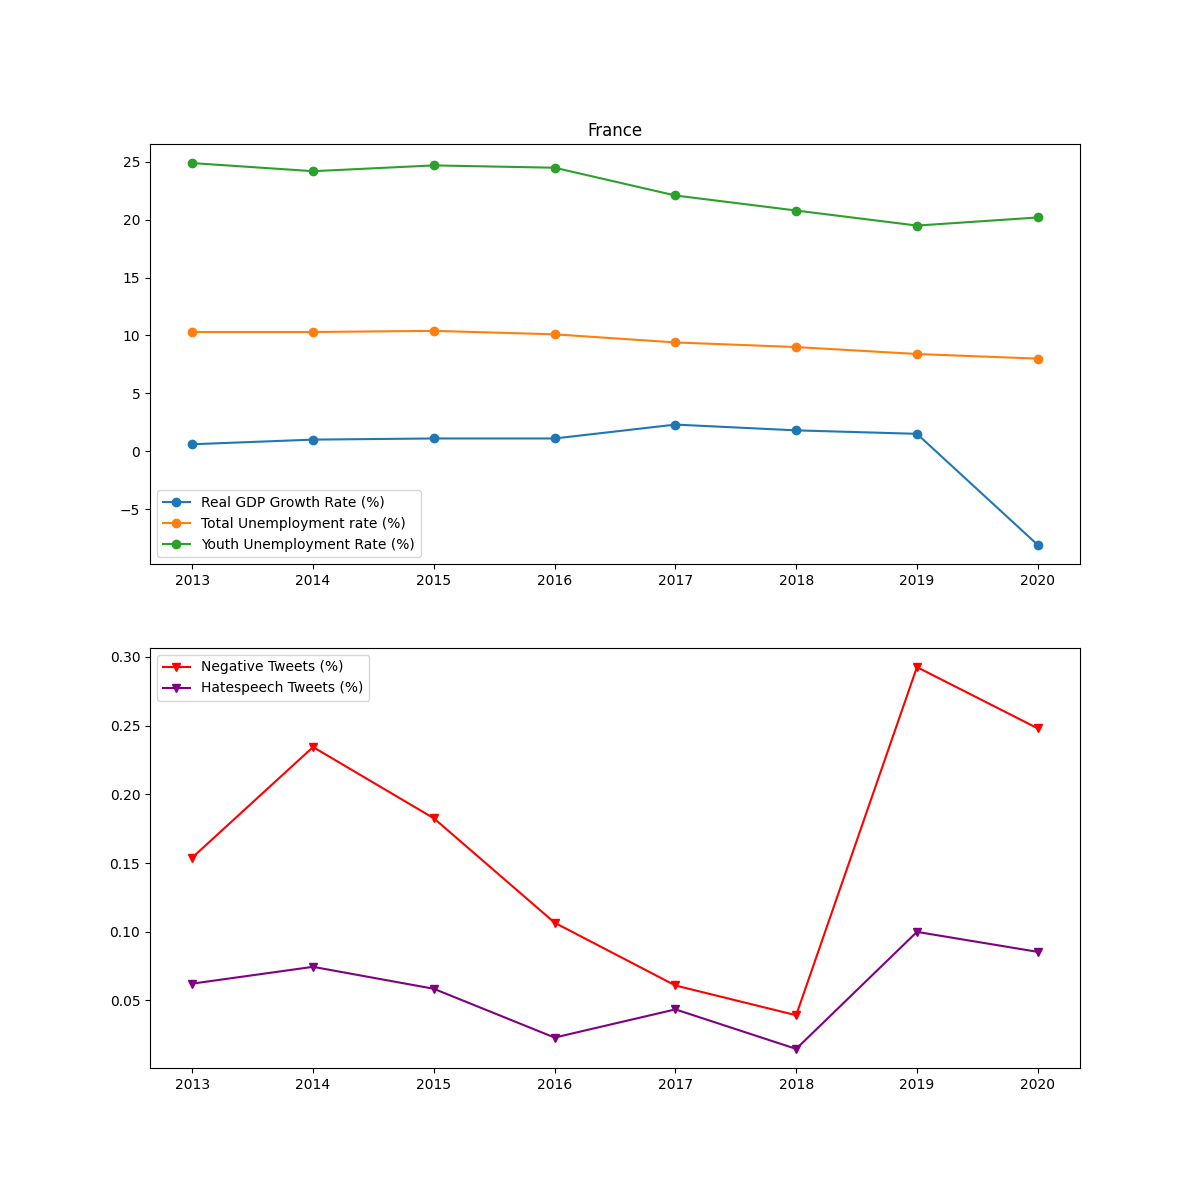 France
25
20
15
10
5
0
−5
Real GDP Growth Rate (%)
Total Unemployment rate (%)
Youth Unemployment Rate (%)
2013 2014 2015 2016 2017 2018 2019 2020
0.30
0.25
0.20
0.15
0.10
0.05
Negative Tweets (%)
Hatespeech Tweets (%)
2013 2014 2015 2016 2017 2018 2019 2020